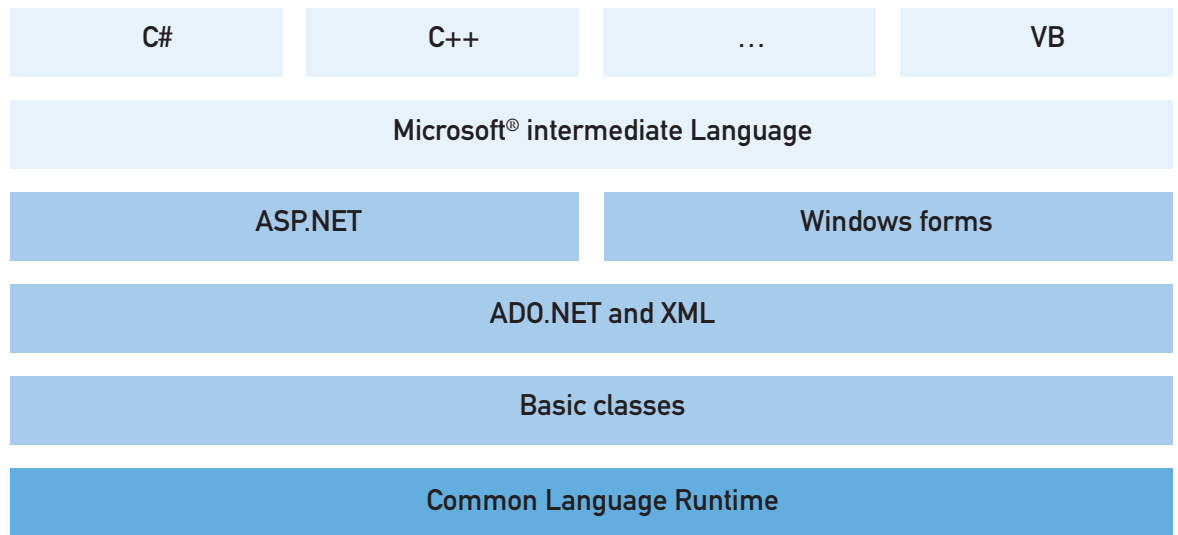 C#
C++
...
VB
Microsoft® intermediate Language
ASP.NET
Windows forms
ADO.NET and XML
Basic classes
Common Language Runtime